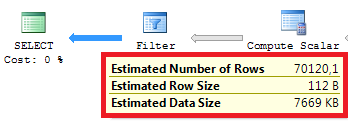 SELECT
Cost: 0 %
Filter
Compute Scalar
Estimated Number of Rows 70120,1
Estimated Row Size 112 B
Estimated Data Size 7669 KB